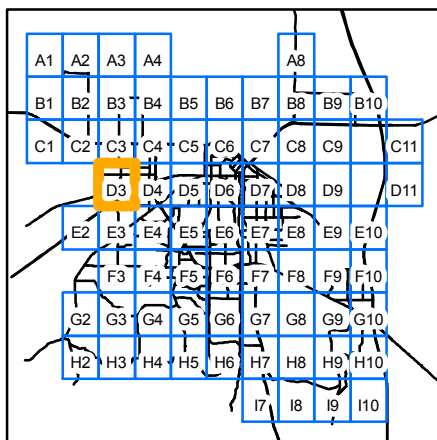 A1 A2 A3 A4 A8
B1 B2 B3 B4 B5 B6 B7 B8 B9 B10
C1 C2 C3 C4 C5 C6 C7 C8 C9 C11
D3 D4 D5 D6 D7 D8 D9 D11
E2 E3 E4 E5 E6 E7 E8 E9 E10
F3 F4 F5 F6 F7 F8 F9 F10
G2 G3 G4 G5 G6 G7 G8 G9 G10
H2 H3 H4 H5 H6 H7 H8 H9 H10
I7 I8 I9 I10